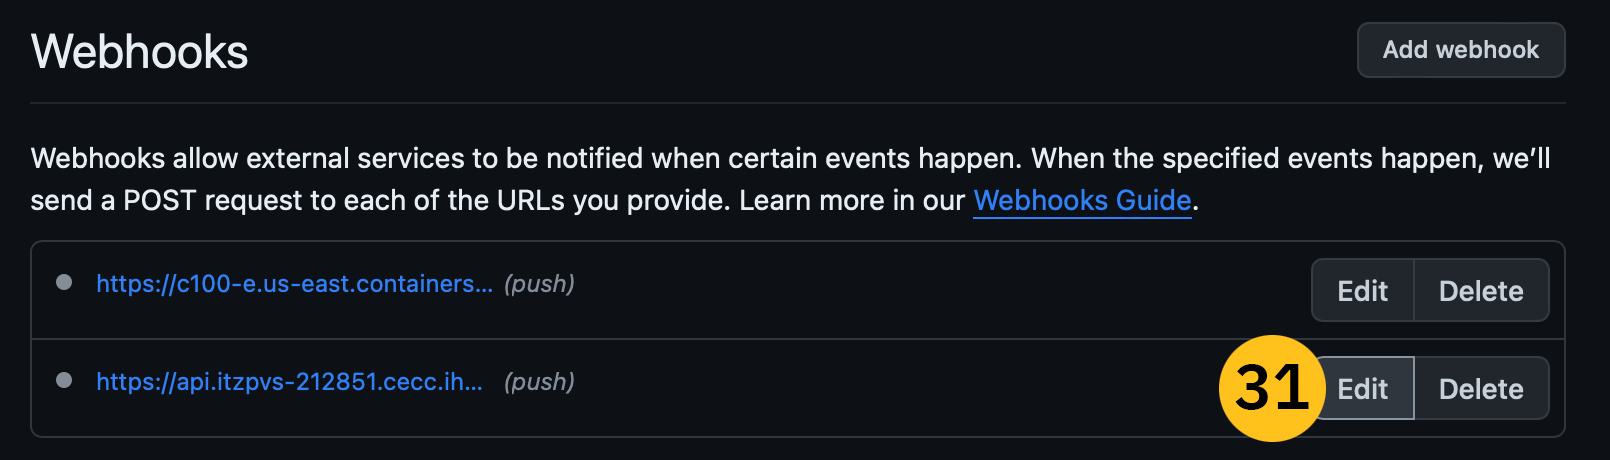 Webhooks
Add webhook
Webhooks allow external services to be notified when certain events happen. When the specified events happen, we’ll
send a POST request to each of the URLs you provide. Learn more in our Webhooks Guide.
https://c100-e.us-east.containers... (push)
Edit Delete
https://api.itzpvs-212851.cecc.ih... (push)
31 Edit Delete